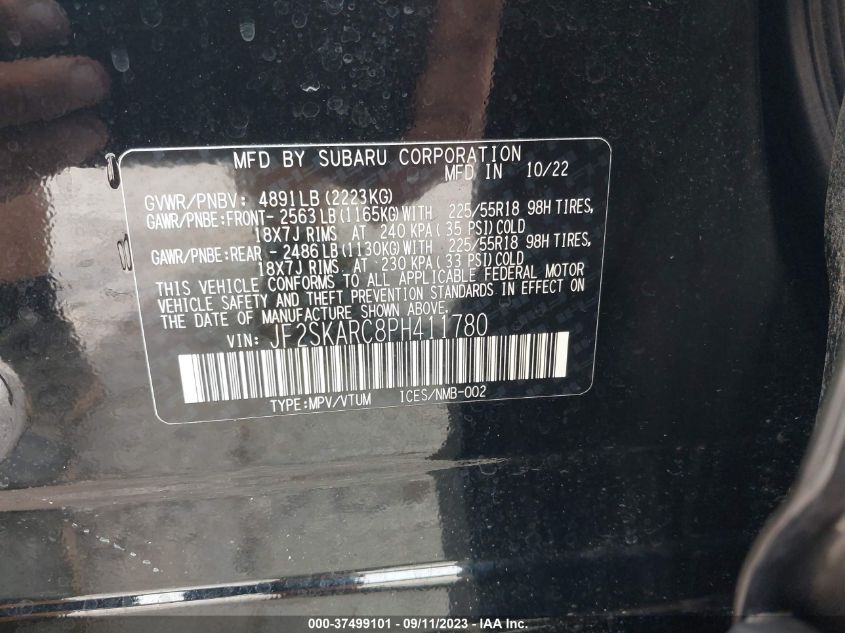 MFD BY SUBARU CORPORATION
MFD IN 10/22
GVWR/PNBV: 4891LB (2223KG)
GAWR/PNBE:FRONT- 2563 LB (1165KG) WITH 225/55R18 98H TIRES,
18X7J RIMS AT 240 KPA ( 35 PSI) COLD
GAWR/PNBE:REAR - 2486 LB (1130KG) WITH 225/55R18 98H TIRES,
18X7J RIMS. AT 230 KPA ( 33 PSI) COLD
THIS VEHICLE CONFORMS TO ALL APPLICABLE FEDERAL MOTOR
VEHICLE SAFETY AND THEFT PREVENTION STANDARDS IN EFFECT ON
THE DATE OF MANUFACTURE SHOWN ABOVE.
VIN: JF2SKARC8PH411780
TYPE:MPV/VTUM ICES/NMB-002
000-37499101 - 09/11/2023 - IAA Inc.